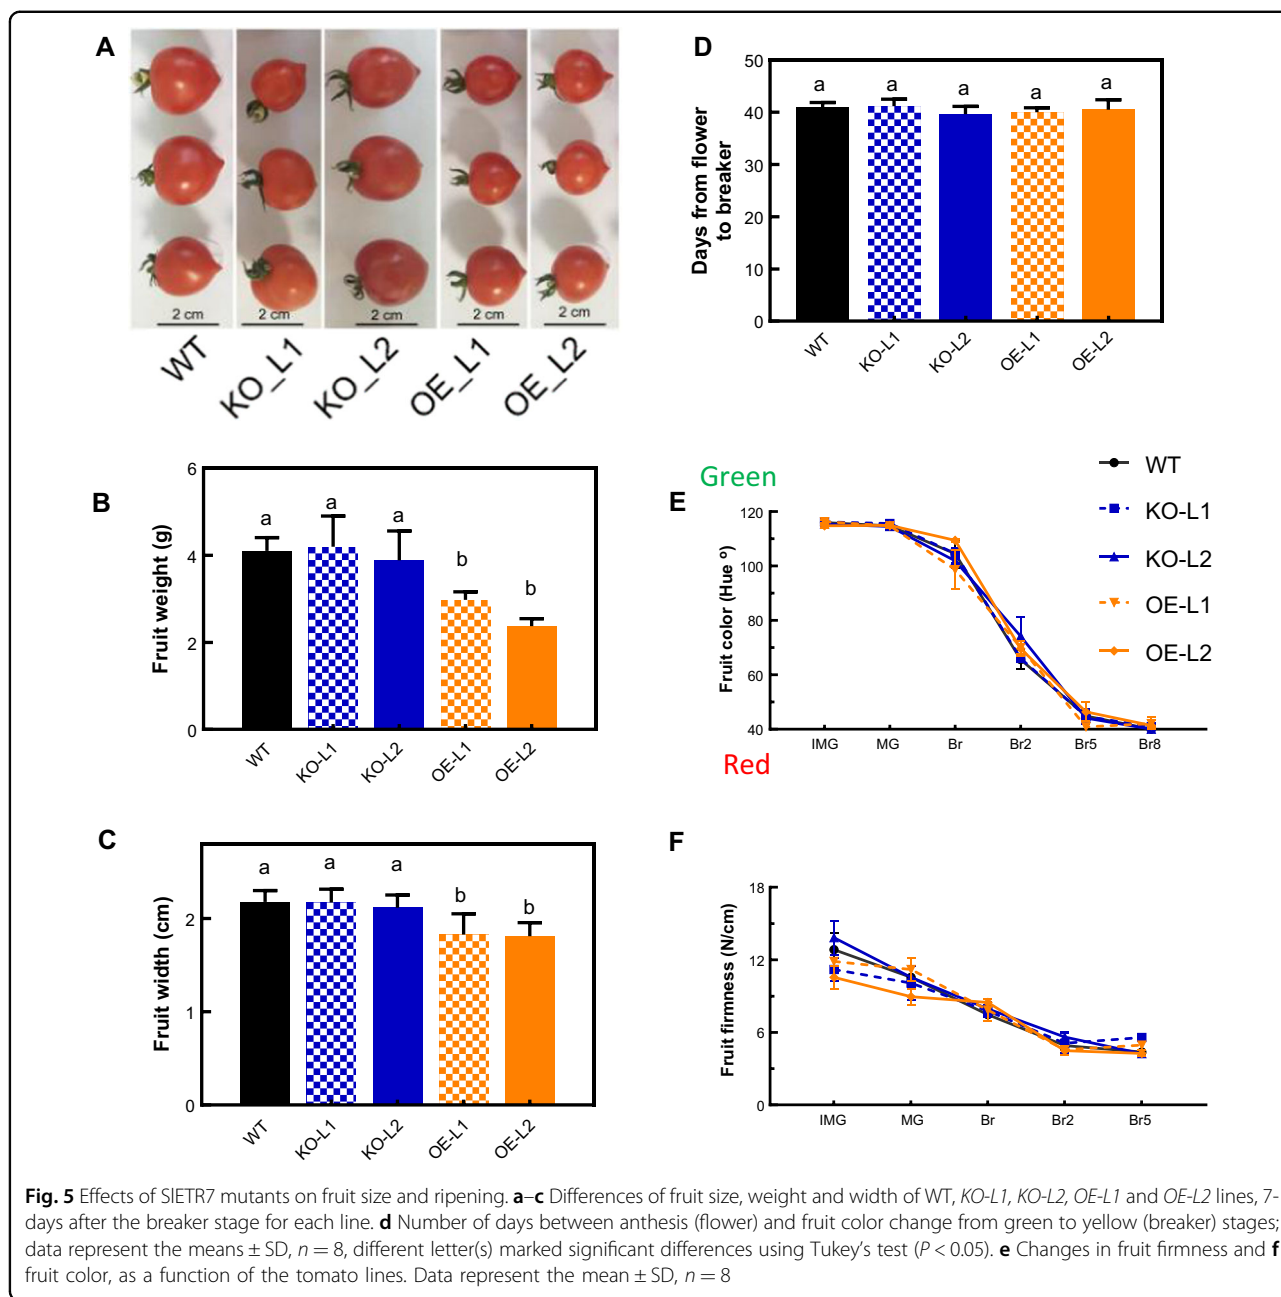 A
2 cm
2 cm
2 cm
2 cm
2 cm
WT
KO_L1
KO_L2
OE_L1
OE_L2
D
Days from flower
to breaker
50
40
30
20
10
0
a
a
a
a
a
WT
KO-L1
KO-L2
OE-L1
OE-L2
B
Fruit weight (g)
6
4
2
0
a
a
a
b
b
WT
KO-L1
KO-L2
OE-L1
OE-L2
E
Green
Red
Fruit color (Hue º)
120
100
80
60
40
IMG
MG
Br
Br2
Br5
Br8
WT
KO-L1
KO-L2
OE-L1
OE-L2
C
Fruit width (cm)
2
1
0
a
a
a
b
b
WT
KO-L1
KO-L2
OE-L1
OE-L2
F
Fruit firmness (N/cm)
18
12
6
0
IMG
MG
Br
Br2
Br5
Fig. 5 Effects of SlETR7 mutants on fruit size and ripening. a–c Differences of fruit size, weight and width of WT, KO-L1, KO-L2, OE-L1 and OE-L2 lines, 7-
days after the breaker stage for each line. d Number of days between anthesis (flower) and fruit color change from green to yellow (breaker) stages;
data represent the means ± SD, n = 8, different letter(s) marked significant differences using Tukey's test (P < 0.05). e Changes in fruit firmness and f
fruit color, as a function of the tomato lines. Data represent the mean ± SD, n = 8